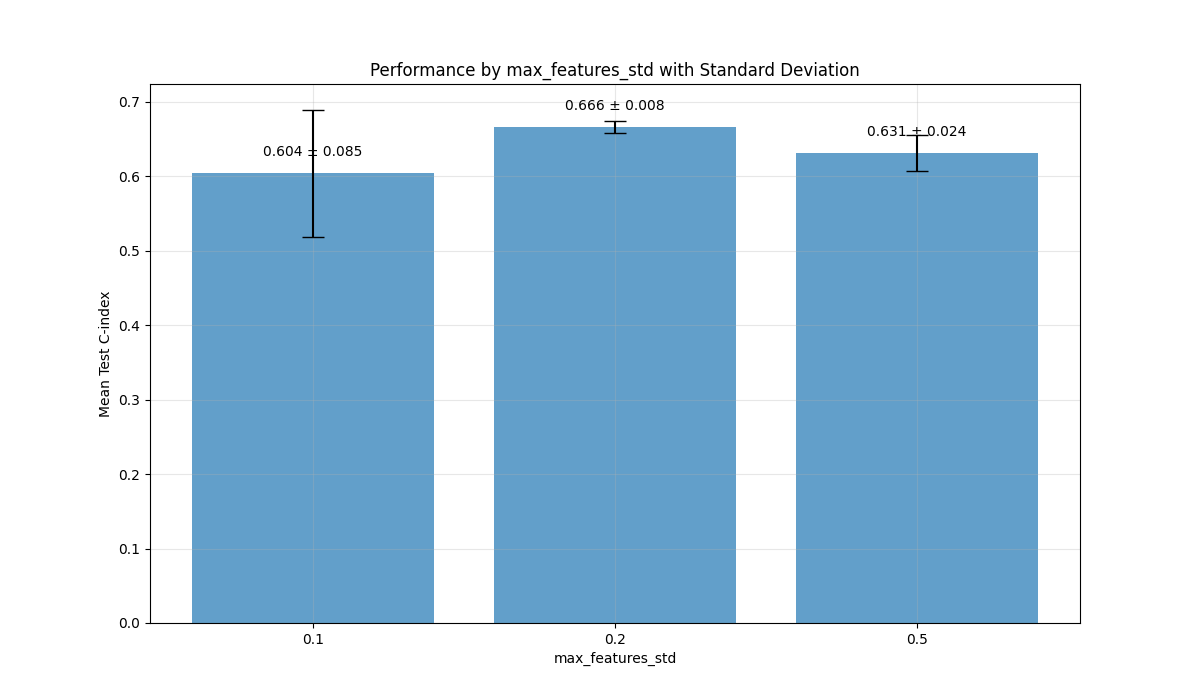 Performance by max_features_std with Standard Deviation
0.7
0.6
0.5
0.4
0.3
0.2
0.1
0.0
Mean Test C-index
0.604 ± 0.085
0.666 ± 0.008
0.631 ± 0.024
0.1
0.2
0.5
max_features_std